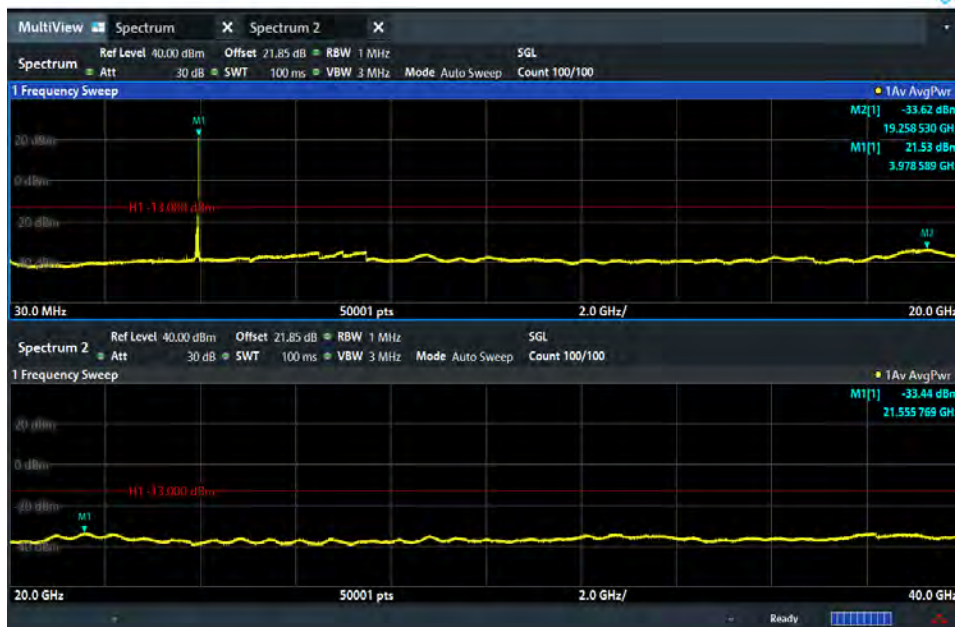 MultiView Spectrum X Spectrum 2 X
Spectrum Ref Level 40.00 dBm Offset 21.85 dB RBW 1 MHz SGL
Att 30 dB SWT 100 ms VBW 3 MHz Mode Auto Sweep Count 100/100
1 Frequency Sweep 1Av AvgPwr
M2[1] -33.62 dBm
19.258 530 GH
M1[1] 21.53 dBm
3.978 589 GH
M1
20 dBm
0 dBm
H1 -13.000 dBm
-20 dBm
M2
-40 dBm
30.0 MHz 50001 pts 2.0 GHz/ 20.0 GHz
Spectrum 2 Ref Level 40.00 dBm Offset 21.85 dB RBW 1 MHz SGL
Att 30 dB SWT 100 ms VBW 3 MHz Mode Auto Sweep Count 100/100
1 Frequency Sweep 1Av AvgPwr
M1[1] -33.44 dBm
21.555 769 GH
20 dBm
0 dBm
H1 -13.000 dBm
-20 dBm
M1
-40 dBm
20.0 GHz 50001 pts 2.0 GHz/ 40.0 GHz
Ready